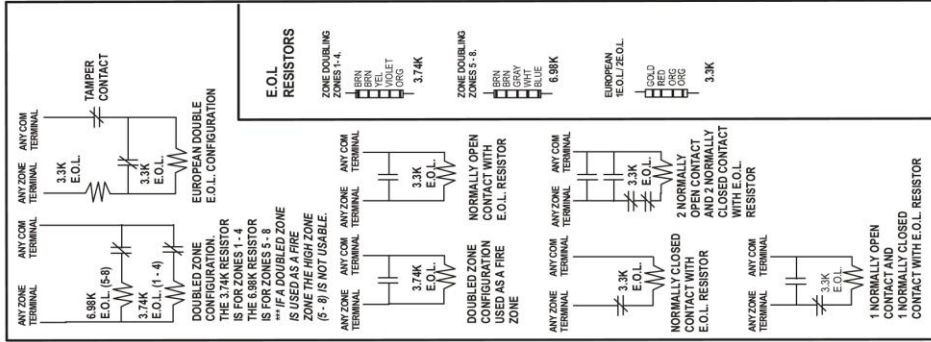 ANY ZONE
TERMINAL
ANY COM
TERMINAL
6.98K
E.O.L. (5-8)
3.74K
E.O.L. (1 - 4)
DOUBLED ZONE
CONFIGURATION.
THE 3.74K RESISTOR
IS FOR ZONES 1 - 4
THE 6.98K RESISTOR
IS FOR ZONES 5 - 8
*** IF A DOUBLED ZONE
IS USED AS A FIRE
ZONE THE HIGH ZONE
(5 - 8) IS NOT USABLE.
ANY ZONE
TERMINAL
ANY COM
TERMINAL
3.3K
E.O.L.
TAMPER
CONTACT
3.3K
E.O.L.
EUROPEAN DOUBLE
E.O.L. CONFIGURATION
ANY ZONE
TERMINAL
ANY COM
TERMINAL
3.74K
E.O.L.
DOUBLED ZONE
CONFIGURATION
USED AS A FIRE
ZONE
ANY ZONE
TERMINAL
ANY COM
TERMINAL
3.3K
E.O.L.
NORMALLY OPEN
CONTACT WITH
E.O.L. RESISTOR
ANY ZONE
TERMINAL
ANY COM
TERMINAL
3.3K
E.O.L.
NORMALLY CLOSED
CONTACT WITH
E.O.L RESISTOR
ANY ZONE
TERMINAL
ANY COM
TERMINAL
3.3K
E.O.L.
2 NORMALLY
OPEN CONTACT
AND 2 NORMALLY
CLOSED CONTACT
WITH E.O.L.
RESISTOR
ANY ZONE
TERMINAL
ANY COM
TERMINAL
3.3K
E.O.L.
1 NORMALLY OPEN
CONTACT AND
1 NORMALLY CLOSED
CONTACT WITH E.O.L. RESISTOR
E.O.L
RESISTORS
ZONE DOUBLING
ZONES 1- 4.
BRN
BRN
YEL
VIOLET
ORG
3.74K
ZONE DOUBLING
ZONES 5 - 8.
BRN
BRN
GRAY
WHT
BLUE
6.98K
EUROPEAN
1E.O.L/ 2E.O.L.
GOLD
RED
ORG
ORG
3.3K